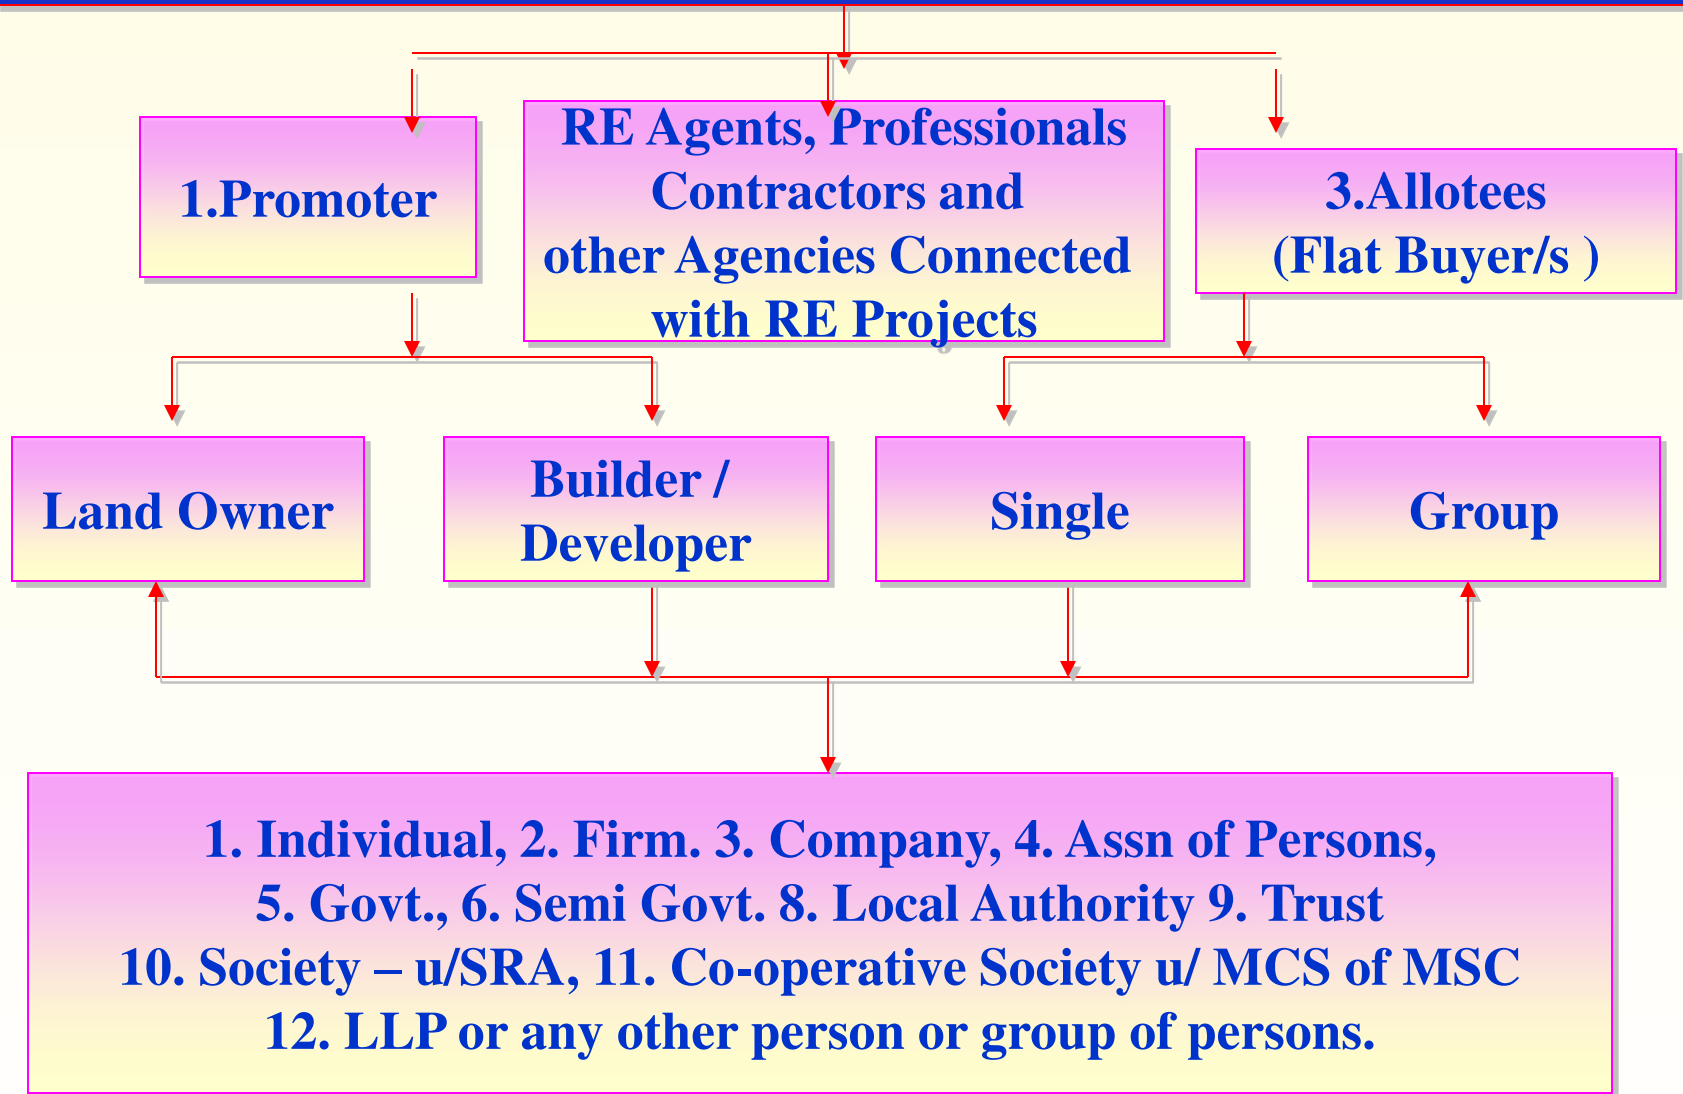 1.Promoter
RE Agents, Professionals
Contractors and
other Agencies Connected
with RE Projects
3.Allotees
(Flat Buyer/s )
Land Owner
Builder /
Developer
Single
Group
1. Individual, 2. Firm. 3. Company, 4. Assn of Persons,
5. Govt., 6. Semi Govt. 8. Local Authority 9. Trust
10. Society – u/SRA, 11. Co-operative Society u/ MCS of MSC
12. LLP or any other person or group of persons.